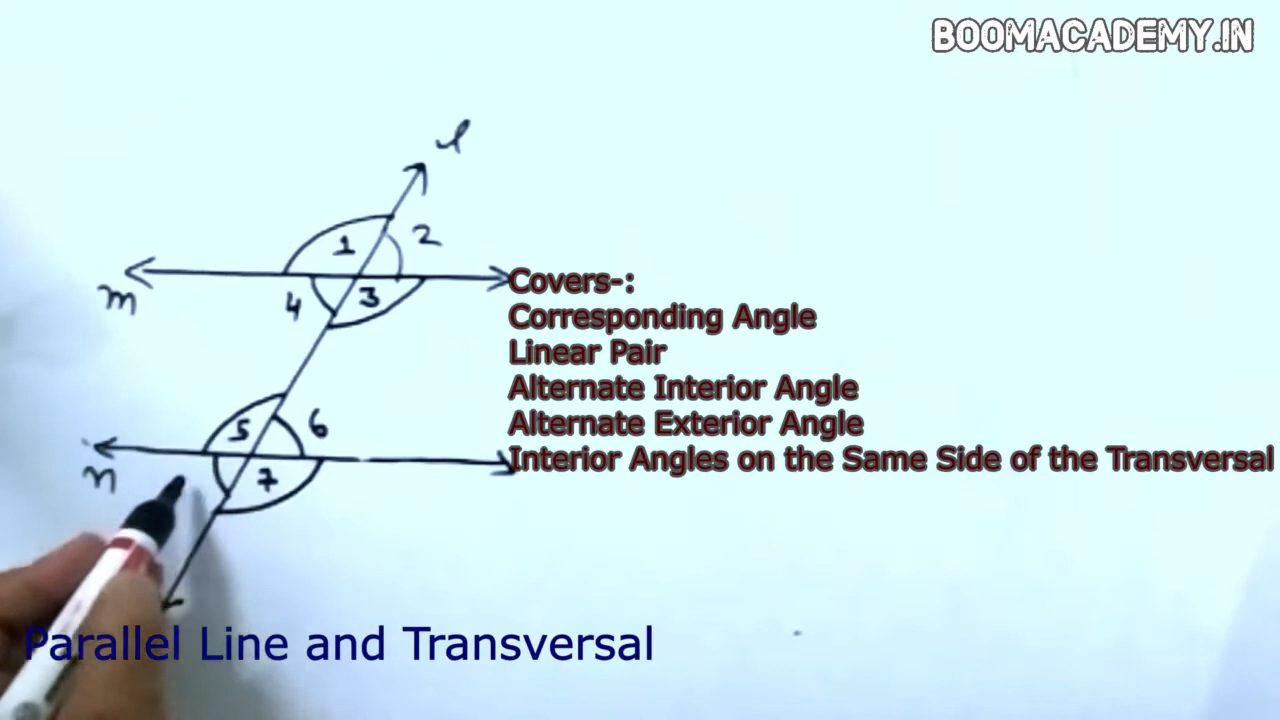 BOOMACADEMY.IN
l
1
2
m
4
3
Covers-:
Corresponding Angle
Linear Pair
Alternate Interior Angle
Alternate Exterior Angle
Interior Angles on the Same Side of the Transversal
5
6
n
7
Parallel Line and Transversal